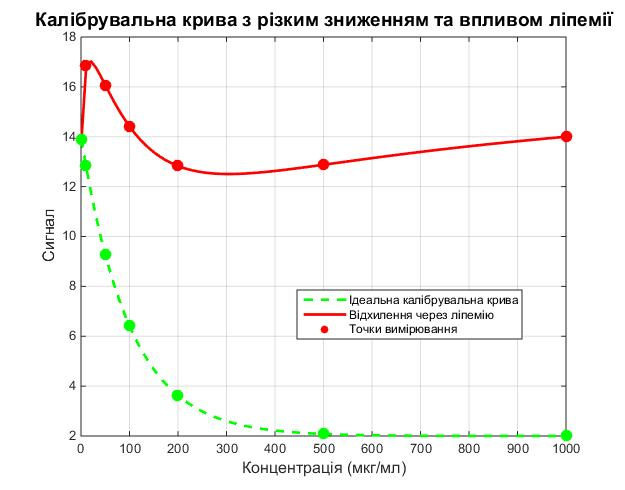 Калібрувальна крива з різким зниженням та впливом ліпемії
18
16
14
12
10
8
6
4
2
Сигнал
Ідеальна калібрувальна крива
Відхилення через ліпемію
Точки вимірювання
0 100 200 300 400 500 600 700 800 900 1000
Концентрація (мкг/мл)